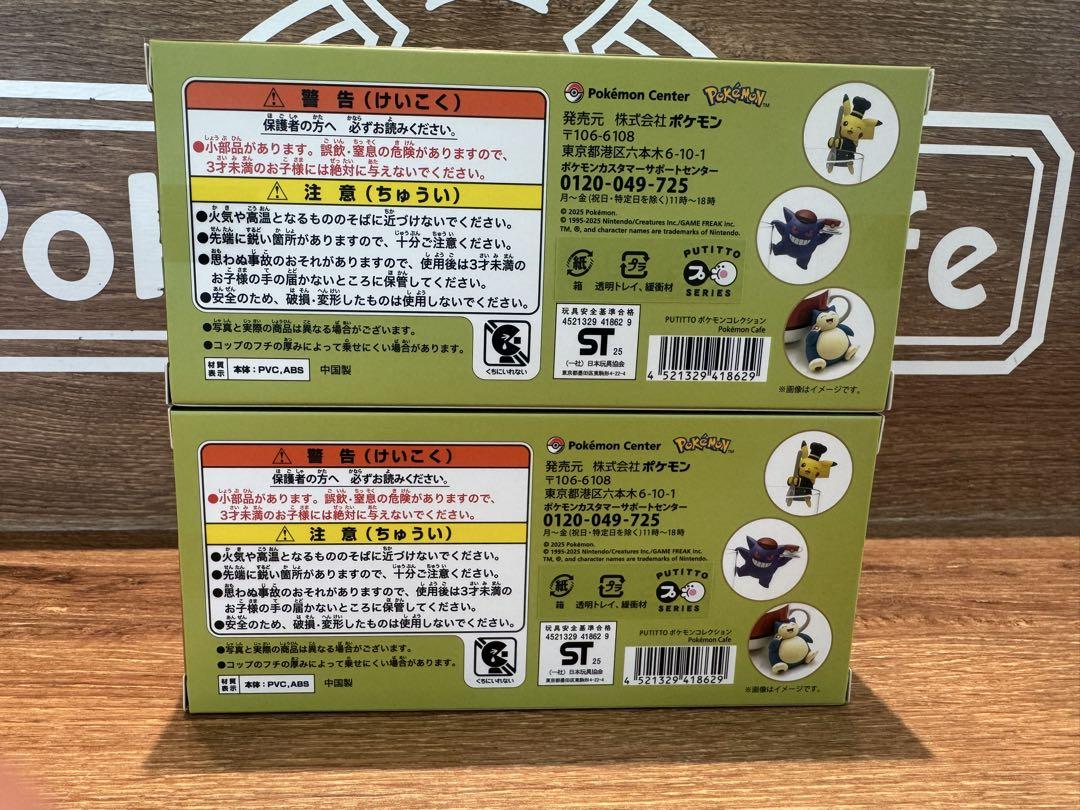 警告(けいこく)
保護者の方へ 必ずお読みください。
●小部品があります。誤飲・窒息の危険がありますので、
3才未満のお子様には絶対に与えないでください。
注意(ちゅうい)
●火気や高温となるもののそばに近づけないでください。
●先端に鋭い箇所がありますので、十分ご注意ください。
●思わぬ事故のおそれがありますので、使用後は3才未満の
お子様の手の届かないところに保管してください。
●安全のため、破損・変形したものは使用しないでください。
●写真と実際の商品は異なる場合がございます。
●コップのフチの厚みによって乗せにくい場合があります。
材質表示 本体:PVC,ABS 中国製
くちにいれない
Pokémon Center POKéMON TM
発売元 株式会社ポケモン
〒106-6108
東京都港区六本木6-10-1
ポケモンカスタマーサポートセンター
0120-049-725
月～金(祝日・特定日を除く)11時～18時
© 2025 Pokémon.
© 1995-2025 Nintendo/Creatures Inc./GAME FREAK inc.
TM, ®, and character names are trademarks of Nintendo.
紙 プラ
箱 透明トレイ、緩衝材
PUTITTO
プ
SERIES
玩具安全基準合格
4521329 41862 9
ST 25
(一社)日本玩具協会
東京都墨田区東駒形4-22-4
PUTITTO ポケモンコレクション
Pokémon Cafe
4 521329 418629
※画像はイメージです。
警告(けいこく)
保護者の方へ 必ずお読みください。
●小部品があります。誤飲・窒息の危険がありますので、
3才未満のお子様には絶対に与えないでください。
注意(ちゅうい)
●火気や高温となるもののそばに近づけないでください。
●先端に鋭い箇所がありますので、十分ご注意ください。
●思わぬ事故のおそれがありますので、使用後は3才未満の
お子様の手の届かないところに保管してください。
●安全のため、破損・変形したものは使用しないでください。
●写真と実際の商品は異なる場合がございます。
●コップのフチの厚みによって乗せにくい場合があります。
材質表示 本体:PVC,ABS 中国製
くちにいれない
Pokémon Center POKéMON TM
発売元 株式会社ポケモン
〒106-6108
東京都港区六本木6-10-1
ポケモンカスタマーサポートセンター
0120-049-725
月～金(祝日・特定日を除く)11時～18時
© 2025 Pokémon.
© 1995-2025 Nintendo/Creatures Inc./GAME FREAK inc.
TM, ®, and character names are trademarks of Nintendo.
紙 プラ
箱 透明トレイ、緩衝材
PUTITTO
プ
SERIES
玩具安全基準合格
4521329 41862 9
ST 25
(一社)日本玩具協会
東京都墨田区東駒形4-22-4
PUTITTO ポケモンコレクション
Pokémon Cafe
4 521329 418629
※画像はイメージです。